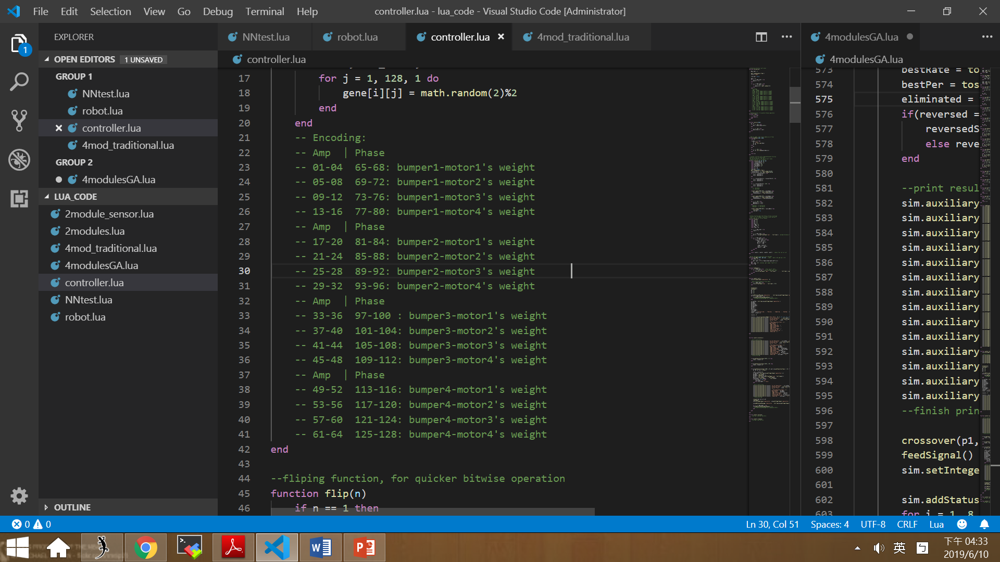 File Edit Selection View Go Debug Terminal Help
controller.lua - lua_code - Visual Studio Code [Administrator]
1
EXPLORER
OPEN EDITORS 1 UNSAVED
GROUP 1
NNtest.lua
robot.lua
controller.lua
4mod_traditional.lua
GROUP 2
4modulesGA.lua
LUA_CODE
2module_sensor.lua
2modules.lua
4mod_traditional.lua
4modulesGA.lua
controller.lua
NNtest.lua
robot.lua
OUTLINE
NNtest.lua robot.lua controller.lua 4mod_traditional.lua
controller.lua
17 for j = 1, 128, 1 do
18 gene[i][j] = math.random(2)%2
19 end
20 end
21 -- Encoding:
22 -- Amp | Phase
23 -- 01-04 65-68: bumper1-motor1's weight
24 -- 05-08 69-72: bumper1-motor2's weight
25 -- 09-12 73-76: bumper1-motor3's weight
26 -- 13-16 77-80: bumper1-motor4's weight
27 -- Amp | Phase
28 -- 17-20 81-84: bumper2-motor1's weight
29 -- 21-24 85-88: bumper2-motor2's weight
30 -- 25-28 89-92: bumper2-motor3's weight
31 -- 29-32 93-96: bumper2-motor4's weight
32 -- Amp | Phase
33 -- 33-36 97-100 : bumper3-motor1's weight
34 -- 37-40 101-104: bumper3-motor2's weight
35 -- 41-44 105-108: bumper3-motor3's weight
36 -- 45-48 109-112: bumper3-motor4's weight
37 -- Amp | Phase
38 -- 49-52 113-116: bumper4-motor1's weight
39 -- 53-56 117-120: bumper4-motor2's weight
40 -- 57-60 121-124: bumper4-motor3's weight
41 -- 61-64 125-128: bumper4-motor4's weight
42 end
43
44 --fliping function, for quicker bitwise operation
45 function flip(n)
46 if n == 1 then
4modulesGA.lua
4modulesGA.lua
573 bestRate = to
574 bestPer = tos
575 eliminated =
576 if(reversed =
577 reversedS
578 else reve
579 end
580
581 --print resul
582 sim.auxiliary
583 sim.auxiliary
584 sim.auxiliary
585 sim.auxiliary
586 sim.auxiliary
587 sim.auxiliary
588 sim.auxiliary
589 sim.auxiliary
590 sim.auxiliary
591 sim.auxiliary
592 sim.auxiliary
593 sim.auxiliary
594 sim.auxiliary
595 sim.auxiliary
596 --finish prin
597
598 crossover(p1,
599 feedSignal()
600 sim.setIntege
601
602 sim.addStatus
603 for i = 1, 8
0 0
Ln 30, Col 51 Spaces: 4 UTF-8 CRLF Lua
英 ㄅ
下午 04:33
2019/6/10